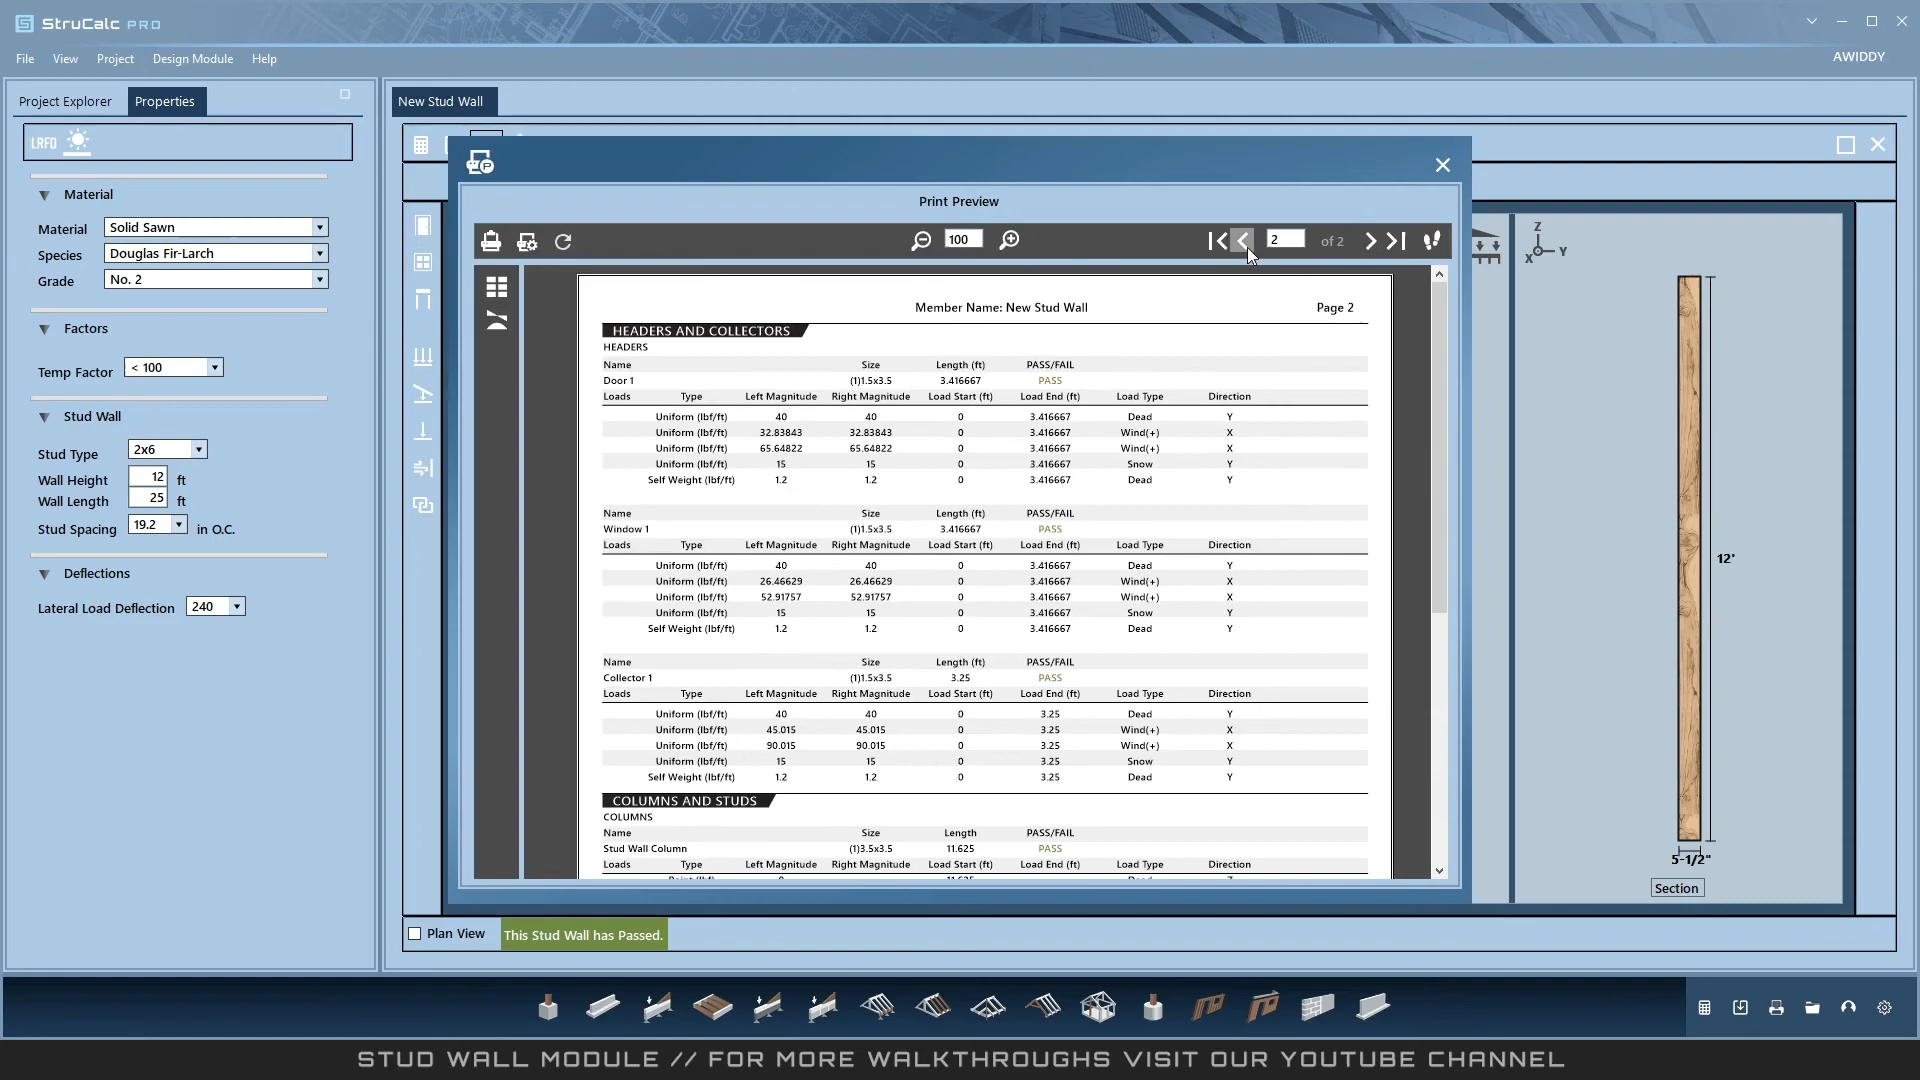 StruCalc PRO
File View Project Design Module Help
AWIDDY
Project Explorer Properties
LRFD
Material
Material Solid Sawn
Species Douglas Fir-Larch
Grade No. 2
Factors
Temp Factor < 100
Stud Wall
Stud Type 2x6
Wall Height 12 ft
Wall Length 25 ft
Stud Spacing 19.2 in O.C.
Deflections
Lateral Load Deflection 240
New Stud Wall
Print Preview
100 2 of 2
Member Name: New Stud Wall Page 2
HEADERS AND COLLECTORS
HEADERS
Name Size Length (ft) PASS/FAIL
Door 1 (1)1.5x3.5 3.416667 PASS
Loads Type Left Magnitude Right Magnitude Load Start (ft) Load End (ft) Load Type Direction
Uniform (lbf/ft) 40 40 0 3.416667 Dead Y
Uniform (lbf/ft) 32.83843 32.83843 0 3.416667 Wind(+) X
Uniform (lbf/ft) 65.64822 65.64822 0 3.416667 Wind(+) X
Uniform (lbf/ft) 15 15 0 3.416667 Snow Y
Self Weight (lbf/ft) 1.2 1.2 0 3.416667 Dead Y
Name Size Length (ft) PASS/FAIL
Window 1 (1)1.5x3.5 3.416667 PASS
Loads Type Left Magnitude Right Magnitude Load Start (ft) Load End (ft) Load Type Direction
Uniform (lbf/ft) 40 40 0 3.416667 Dead Y
Uniform (lbf/ft) 26.46629 26.46629 0 3.416667 Wind(+) X
Uniform (lbf/ft) 52.91757 52.91757 0 3.416667 Wind(+) X
Uniform (lbf/ft) 15 15 0 3.416667 Snow Y
Self Weight (lbf/ft) 1.2 1.2 0 3.416667 Dead Y
Name Size Length (ft) PASS/FAIL
Collector 1 (1)1.5x3.5 3.25 PASS
Loads Type Left Magnitude Right Magnitude Load Start (ft) Load End (ft) Load Type Direction
Uniform (lbf/ft) 40 40 0 3.25 Dead Y
Uniform (lbf/ft) 45.015 45.015 0 3.25 Wind(+) X
Uniform (lbf/ft) 90.015 90.015 0 3.25 Wind(+) X
Uniform (lbf/ft) 15 15 0 3.25 Snow Y
Self Weight (lbf/ft) 1.2 1.2 0 3.25 Dead Y
COLUMNS AND STUDS
COLUMNS
Name Size Length PASS/FAIL
Stud Wall Column (1)3.5x3.5 11.625 PASS
Loads Type Left Magnitude Right Magnitude Load Start (ft) Load End (ft) Load Type Direction
Z
X Y
12'
5-1/2"
Section
Plan View This Stud Wall has Passed.
STUD WALL MODULE // FOR MORE WALKTHROUGHS VISIT OUR YOUTUBE CHANNEL